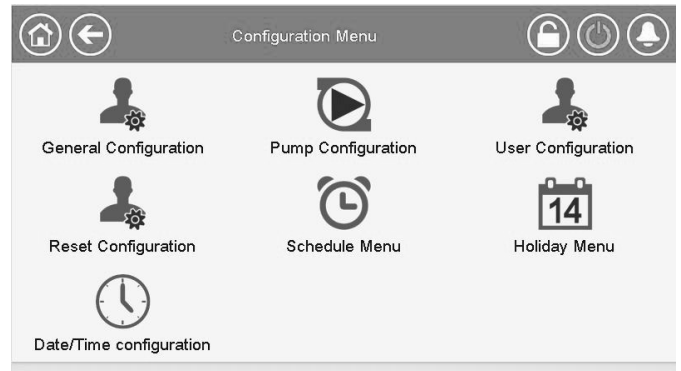 Configuration Menu
General Configuration
Pump Configuration
User Configuration
Reset Configuration
Schedule Menu
14
Holiday Menu
Date/Time configuration